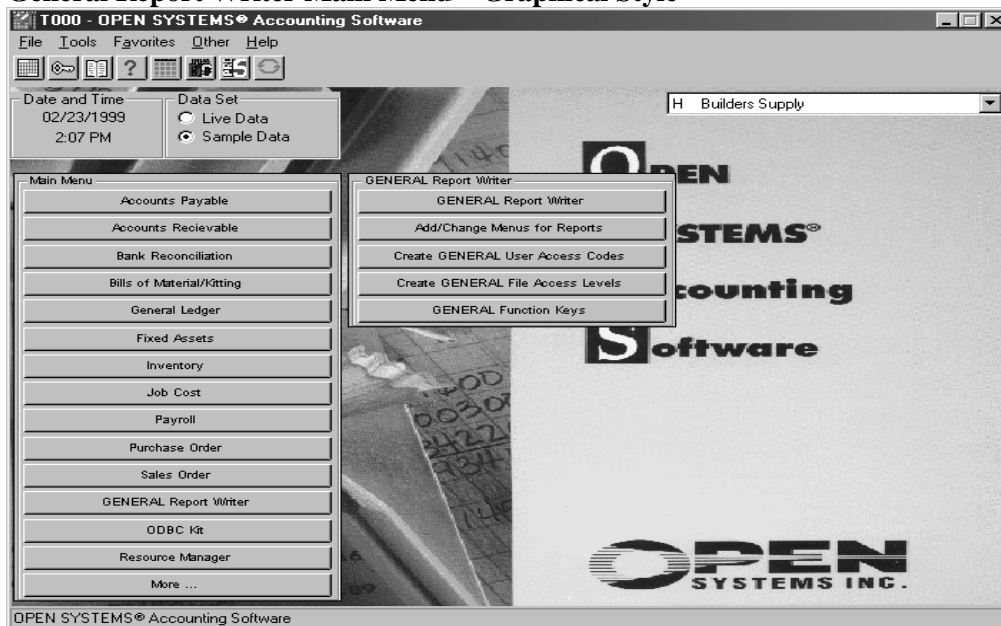 General Report Writer Main Menu – Graphical Style
T000 - OPEN SYSTEMS® Accounting Software
File Tools Favorites Other Help
Date and Time
02/23/1999
2:07 PM
Data Set
Live Data
Sample Data
H Builders Supply
Main Menu
Accounts Payable
Accounts Recievable
Bank Reconciliation
Bills of Material/Kitting
General Ledger
Fixed Assets
Inventory
Job Cost
Payroll
Purchase Order
Sales Order
GENERAL Report Writer
ODBC Kit
Resource Manager
More ...
GENERAL Report Writer
GENERAL Report Writer
Add/Change Menus for Reports
Create GENERAL User Access Codes
Create GENERAL File Access Levels
GENERAL Function Keys
OPEN
SYSTEMS®
counting
Software
OPEN
SYSTEMS INC.
OPEN SYSTEMS® Accounting Software